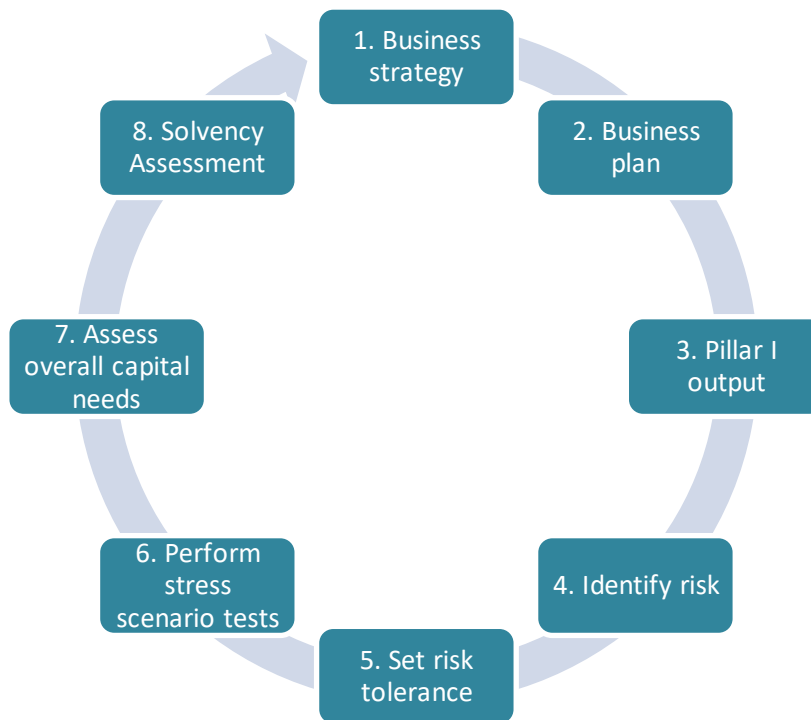 1. Business
strategy
2. Business
plan
3. Pillar I
output
4. Identify risk
5. Set risk
tolerance
6. Perform
stress
scenario tests
7. Assess
overall capital
needs
8. Solvency
Assessment